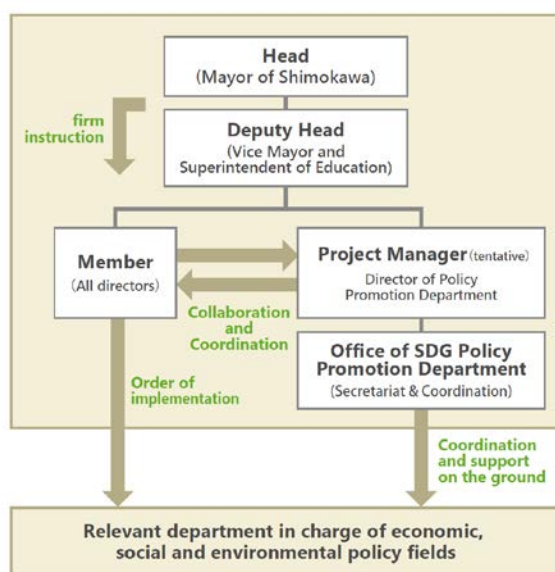 Head
(Mayor of Shimokawa)
firm
instruction
Deputy Head
(Vice Mayor and
Superintendent of Education)
Member
(All directors)
Project Manager (tentative)
Director of Policy
Promotion Department
Collaboration
and
Coordination
Office of SDG Policy
Promotion Department
(Secretariat & Coordination)
Order of
implementation
Coordination
and support
on the ground
Relevant department in charge of economic,
social and environmental policy fields